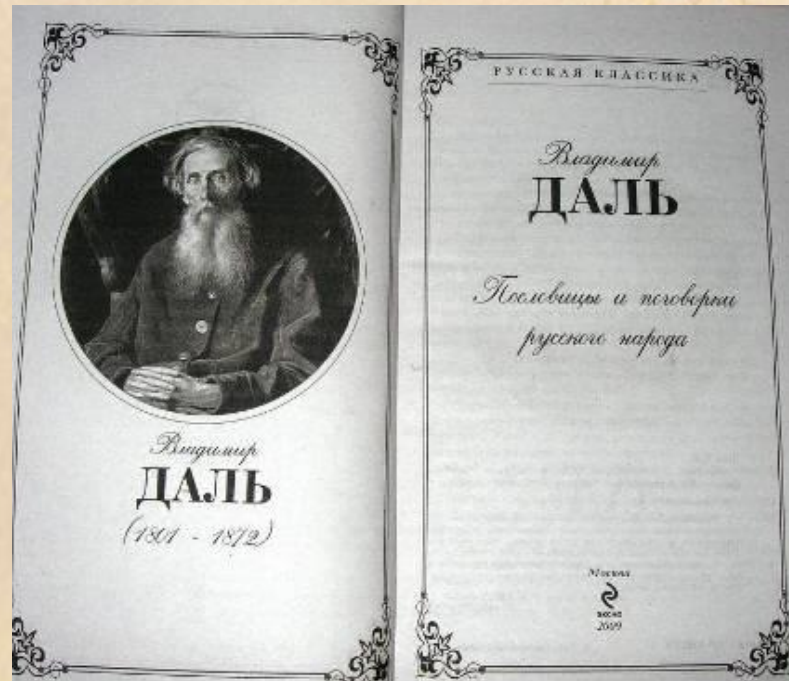 Владимир
ДАЛЬ
(1801 - 1872)
РУССКАЯ КЛАССИКА
Владимир
ДАЛЬ
Пословицы и поговорки
русского народа
Москва
ЭКСМО
2009